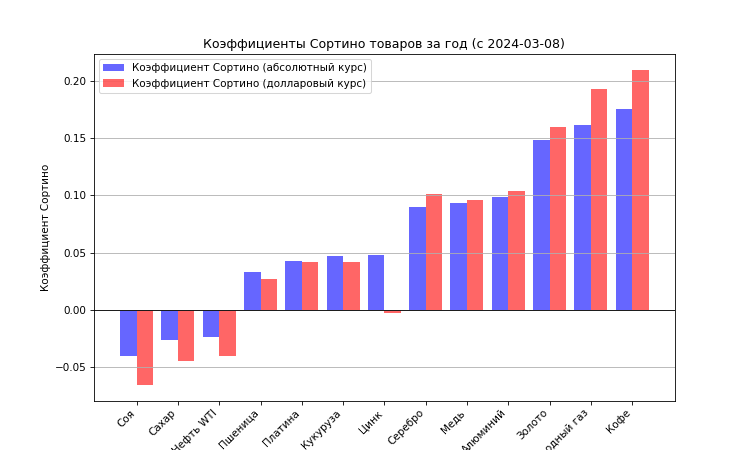 Коэффициенты Сортино товаров за год (с 2024-03-08)
Коэффициент Сортино (абсолютный курс)
Коэффициент Сортино (долларовый курс)
Коэффициент Сортино
0.20
0.15
0.10
0.05
0.00
−0.05
Соя
Сахар
Нефть WTI
Пшеница
Платина
Кукуруза
Цинк
Серебро
Медь
Алюминий
Золото
одный газ
Кофе